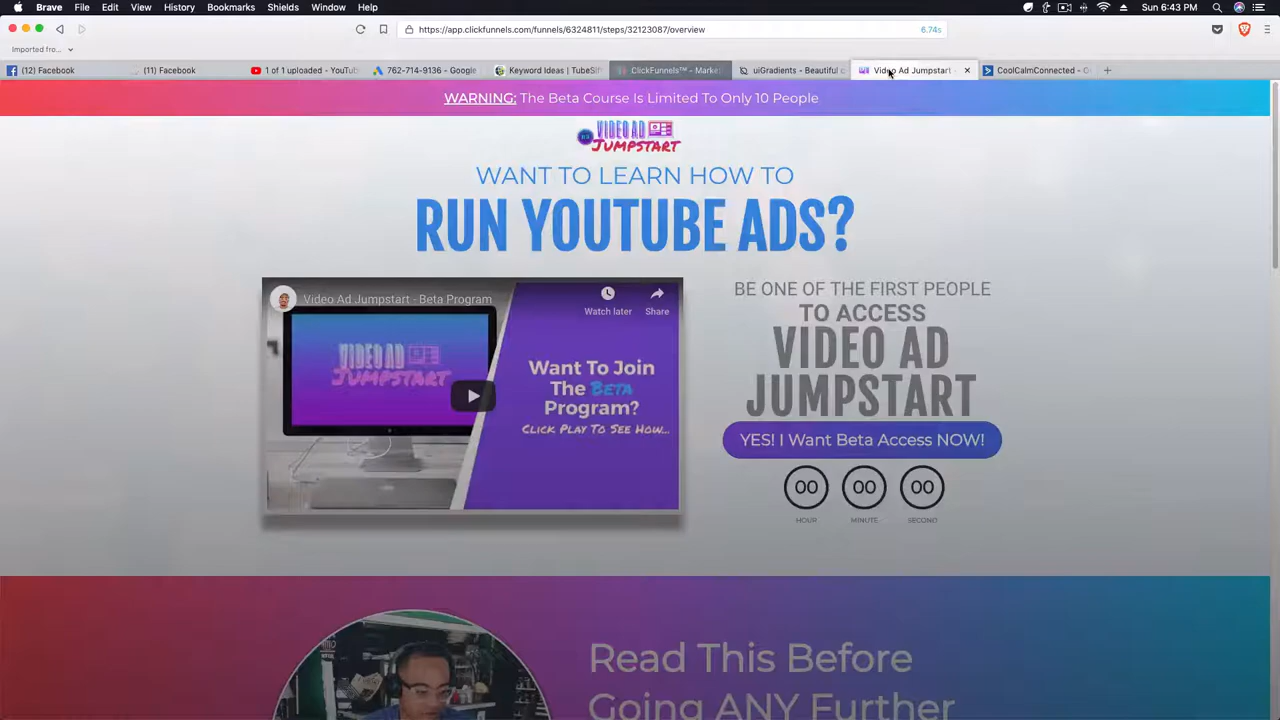 Brave File Edit View History Bookmarks Shields Window Help Sun 6:43 PM
https://app.clickfunnels.com/funnels/6324811/steps/32123087/overview 6.74s
Imported fro...
(12) Facebook (11) Facebook 1 of 1 uploaded - YouTu 762-714-9136 - Google Keyword Ideas | TubeSi ClickFunnels™ - Marke uiGradients - Beautiful c Video Ad Jumpstart - CoolCalmConnected - C
WARNING: The Beta Course Is Limited To Only 10 People
VIDEO AD
JUMPSTART
WANT TO LEARN HOW TO
RUN YOUTUBE ADS?
Video Ad Jumpstart - Beta Program
Watch later Share
VIDEO AD
JUMPSTART
Want To Join
The Beta
Program?
CLICK PLAY TO SEE HOW...
BE ONE OF THE FIRST PEOPLE
TO ACCESS
VIDEO AD
JUMPSTART
YES! I Want Beta Access NOW!
00 00 00
HOUR MINUTE SECOND
Read This Before
Going ANY Further